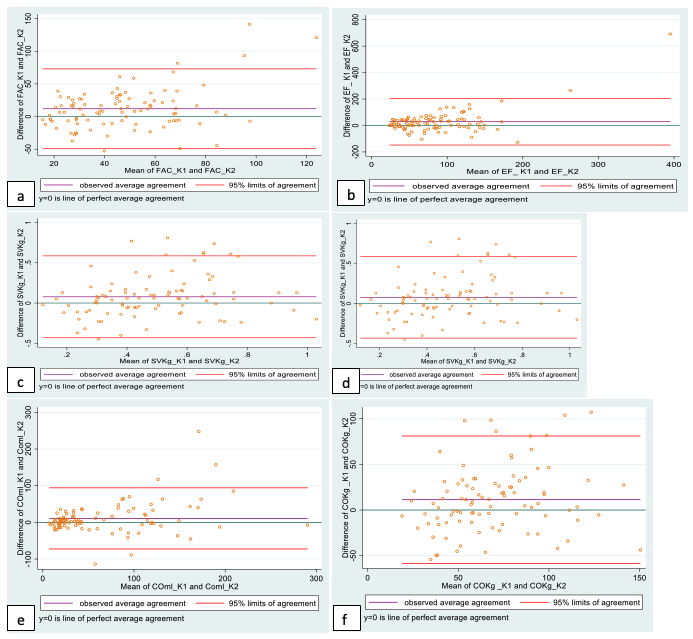 Difference of FAC_K1 and FAC_K2
150
100
50
0
-50
20 40 60 80 100 120
Mean of FAC_K1 and FAC_K2
observed average agreement 95% limits of agreement
y=0 is line of perfect average agreement
a
Difference of EF_K1 and EF_K2
800
600
400
200
0
-200
0 100 200 300 400
Mean of EF_ K1 and EF_K2
observed average agreement 95% limits of agreement
y=0 is line of perfect average agreement
b
Difference of SVKg_K1 and SVKg_K2
1
.5
0
-.5
.2 .4 .6 .8 1
Mean of SVKg_K1 and SVKg_K2
observed average agreement 95% limits of agreement
y=0 is line of perfect average agreement
c
Difference of SVKg_K1 and SVKg_K2
1
.5
0
-.5
.2 .4 .6 .8 1
Mean of SVKg_K1 and SVKg_K2
observed average agreement 95% limits of agreement
=0 is line of perfect average agreement
d
Difference of COml_K1 and Coml_K2
300
200
100
0
-100
0 100 200 300
Mean of COml_K1 and Coml_K2
observed average agreement 95% limits of agreement
y=0 is line of perfect average agreement
e
Difference of COKg_K1 and COKg_K2
100
50
0
-50
0 50 100 150
Mean of COKg _K1 and COKg_K2
observed average agreement 95% limits of agreement
y=0 is line of perfect average agreement
f